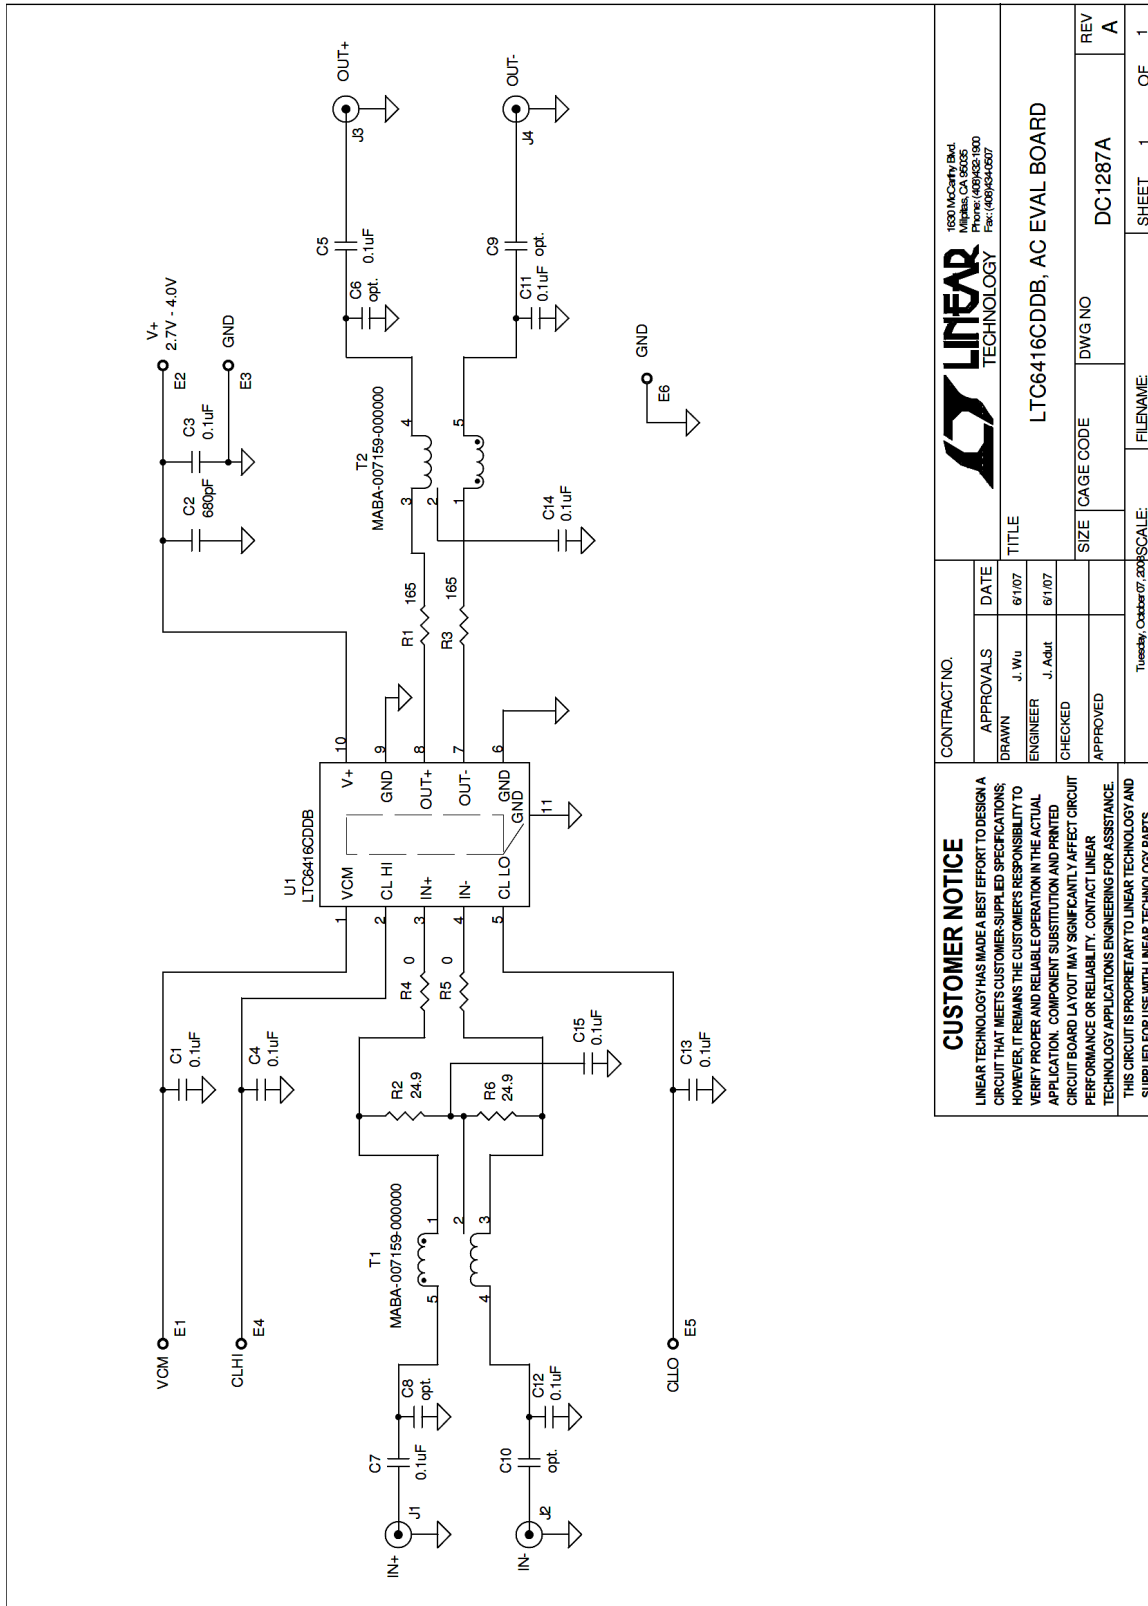 IN+
J1
C7
0.1uF
C8
opt.
IN-
J2
C10
opt.
C12
0.1uF
VCM
E1
CLHI
E4
CLLO
E5
T1
MABA-007159-000000
5
4
1
2
3
R2
24.9
R6
24.9
C15
0.1uF
C1
0.1uF
C4
0.1uF
C13
0.1uF
R4
0
R5
0
U1
LTC6416CDDB
1
VCM
2
CL HI
3
IN+
4
IN-
5
CL LO
V+
10
GND
9
OUT+
8
OUT-
7
GND
6
GND
11
R1
165
R3
165
T2
MABA-007159-000000
3
2
1
4
5
C14
0.1uF
C2
680pF
C3
0.1uF
V+
2.7V - 4.0V
E2
GND
E3
C5
0.1uF
C6
opt.
C9
opt.
C11
0.1uF
J3
OUT+
J4
OUT-
GND
E6
CUSTOMER NOTICE
LINEAR TECHNOLOGY HAS MADE A BEST EFFORT TO DESIGN A
CIRCUIT THAT MEETS CUSTOMER-SUPPLIED SPECIFICATIONS;
HOWEVER, IT REMAINS THE CUSTOMER'S RESPONSIBILITY TO
VERIFY PROPER AND RELIABLE OPERATION IN THE ACTUAL
APPLICATION. COMPONENT SUBSTITUTION AND PRINTED
CIRCUIT BOARD LAYOUT MAY SIGNIFICANTLY AFFECT CIRCUIT
PERFORMANCE OR RELIABILITY. CONTACT LINEAR
TECHNOLOGY APPLICATIONS ENGINEERING FOR ASSISTANCE.
THIS CIRCUIT IS PROPRIETARY TO LINEAR TECHNOLOGY AND
SUPPLIED FOR USE WITH LINEAR TECHNOLOGY PARTS.
CONTRACT NO.
APPROVALS
DATE
DRAWN
J. Wu
6/1/07
ENGINEER
J. Adut
6/1/07
CHECKED
APPROVED
Tuesday, October 07, 2008
LINEAR
TECHNOLOGY
1630 McCarthy Blvd.
Milpitas, CA 95035
Phone: (408)432-1900
Fax: (408)434-0507
TITLE
LTC6416CDDB, AC EVAL BOARD
SIZE
CAGE CODE
DWG NO
DC1287A
REV
A
SCALE:
FILENAME:
SHEET 1 OF 1